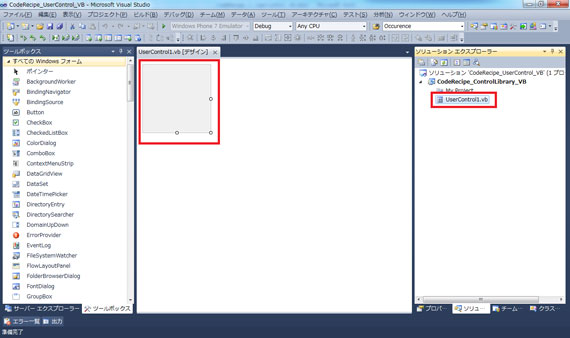 CodeRecipe_UserControl_VB - Microsoft Visual Studio
ファイル(F) 編集(E) 表示(V) プロジェクト(P) ビルド(B) デバッグ(D) チーム(M) データ(A) ツール(T) アーキテクチャ(C) テスト(S) 分析(N) ウィンドウ(W) ヘルプ(H)
Windows Phone 7 Emulator Debug Any CPU Occurence
ツールボックス
すべての Windows フォーム
ポインター
BackgroundWorker
BindingNavigator
BindingSource
Button
CheckBox
CheckedListBox
ColorDialog
ComboBox
ContextMenuStrip
DataGridView
DataSet
DateTimePicker
DirectoryEntry
DirectorySearcher
DomainUpDown
ErrorProvider
EventLog
FileSystemWatcher
FlowLayoutPanel
FolderBrowserDialog
FontDialog
GroupBox
サーバー エクスプローラー ツールボックス
UserControl1.vb [デザイン]
ソリューション エクスプローラー
ソリューション 'CodeRecipe_UserControl_VB' (1 プロ
CodeRecipe_ControlLibrary_VB
My Project
UserControl1.vb
プロパ... ソリュ... チーム... クラス...
エラー一覧 出力
準備完了